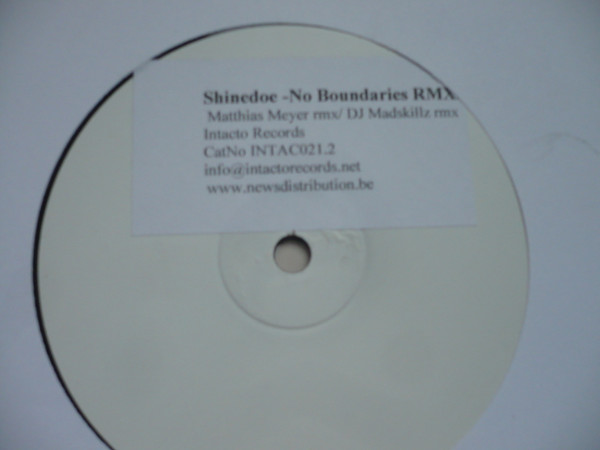 Shinedoe -No Boundaries RMX
Matthias Meyer rmx/ DJ Madskillz rmx
Intacto Records
CatNo INTAC021.2
info@intactorecords.net
www.newsdistribution.be